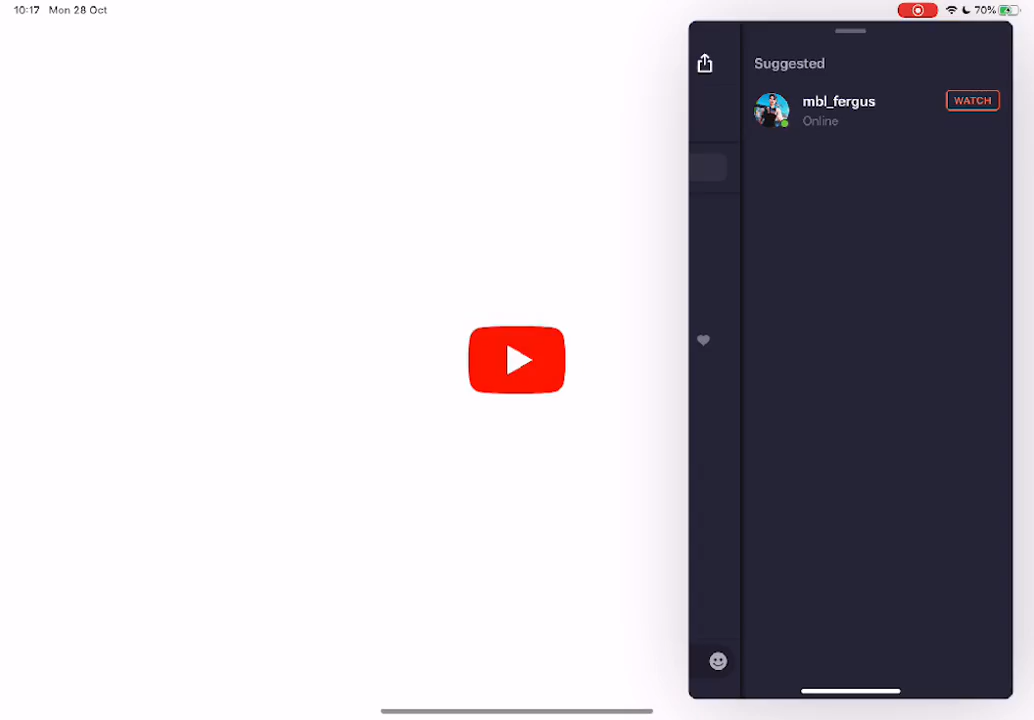 10:17 Mon 28 Oct
70%
Suggested
mbl_fergus
WATCH
Online